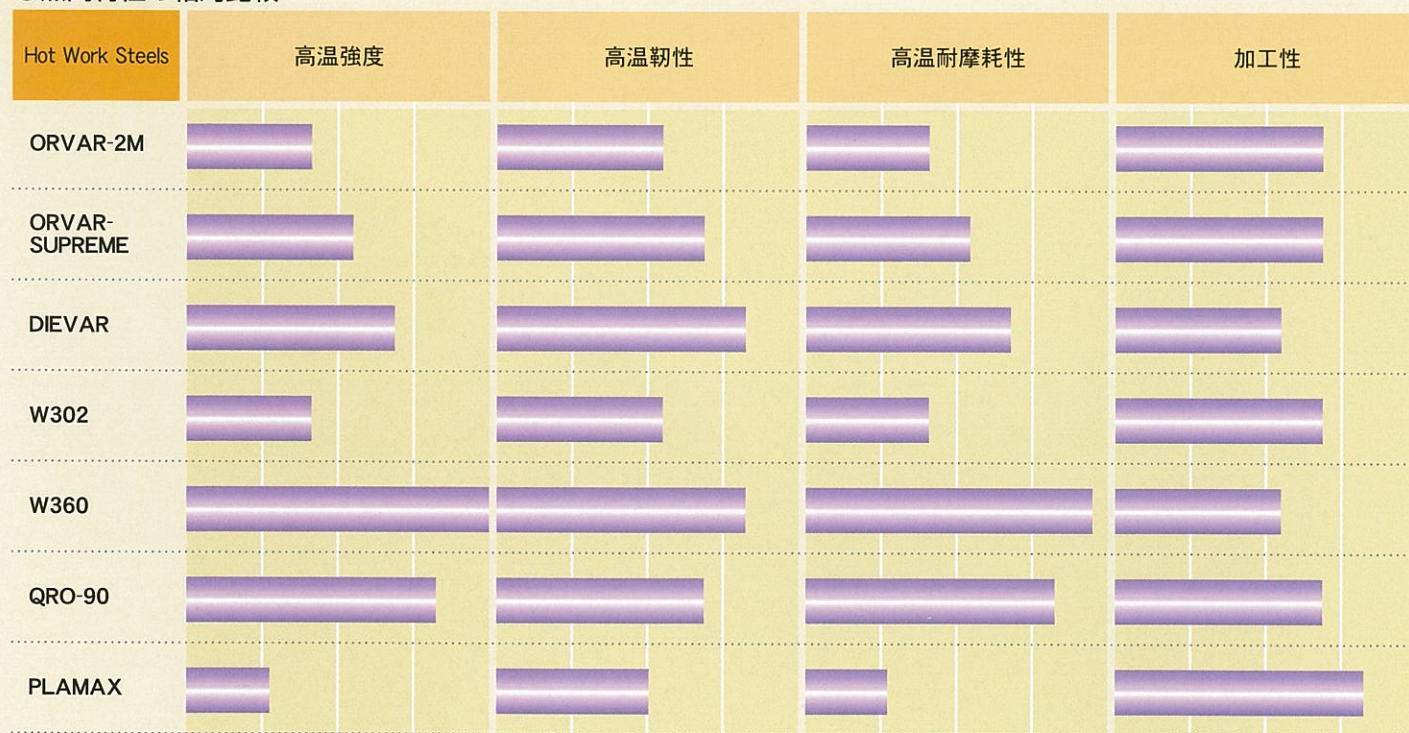 Hot Work Steels
高温強度
高温靭性
高温耐摩耗性
加工性
ORVAR-2M
ORVAR-
SUPREME
DIEVAR
W302
W360
QRO-90
PLAMAX